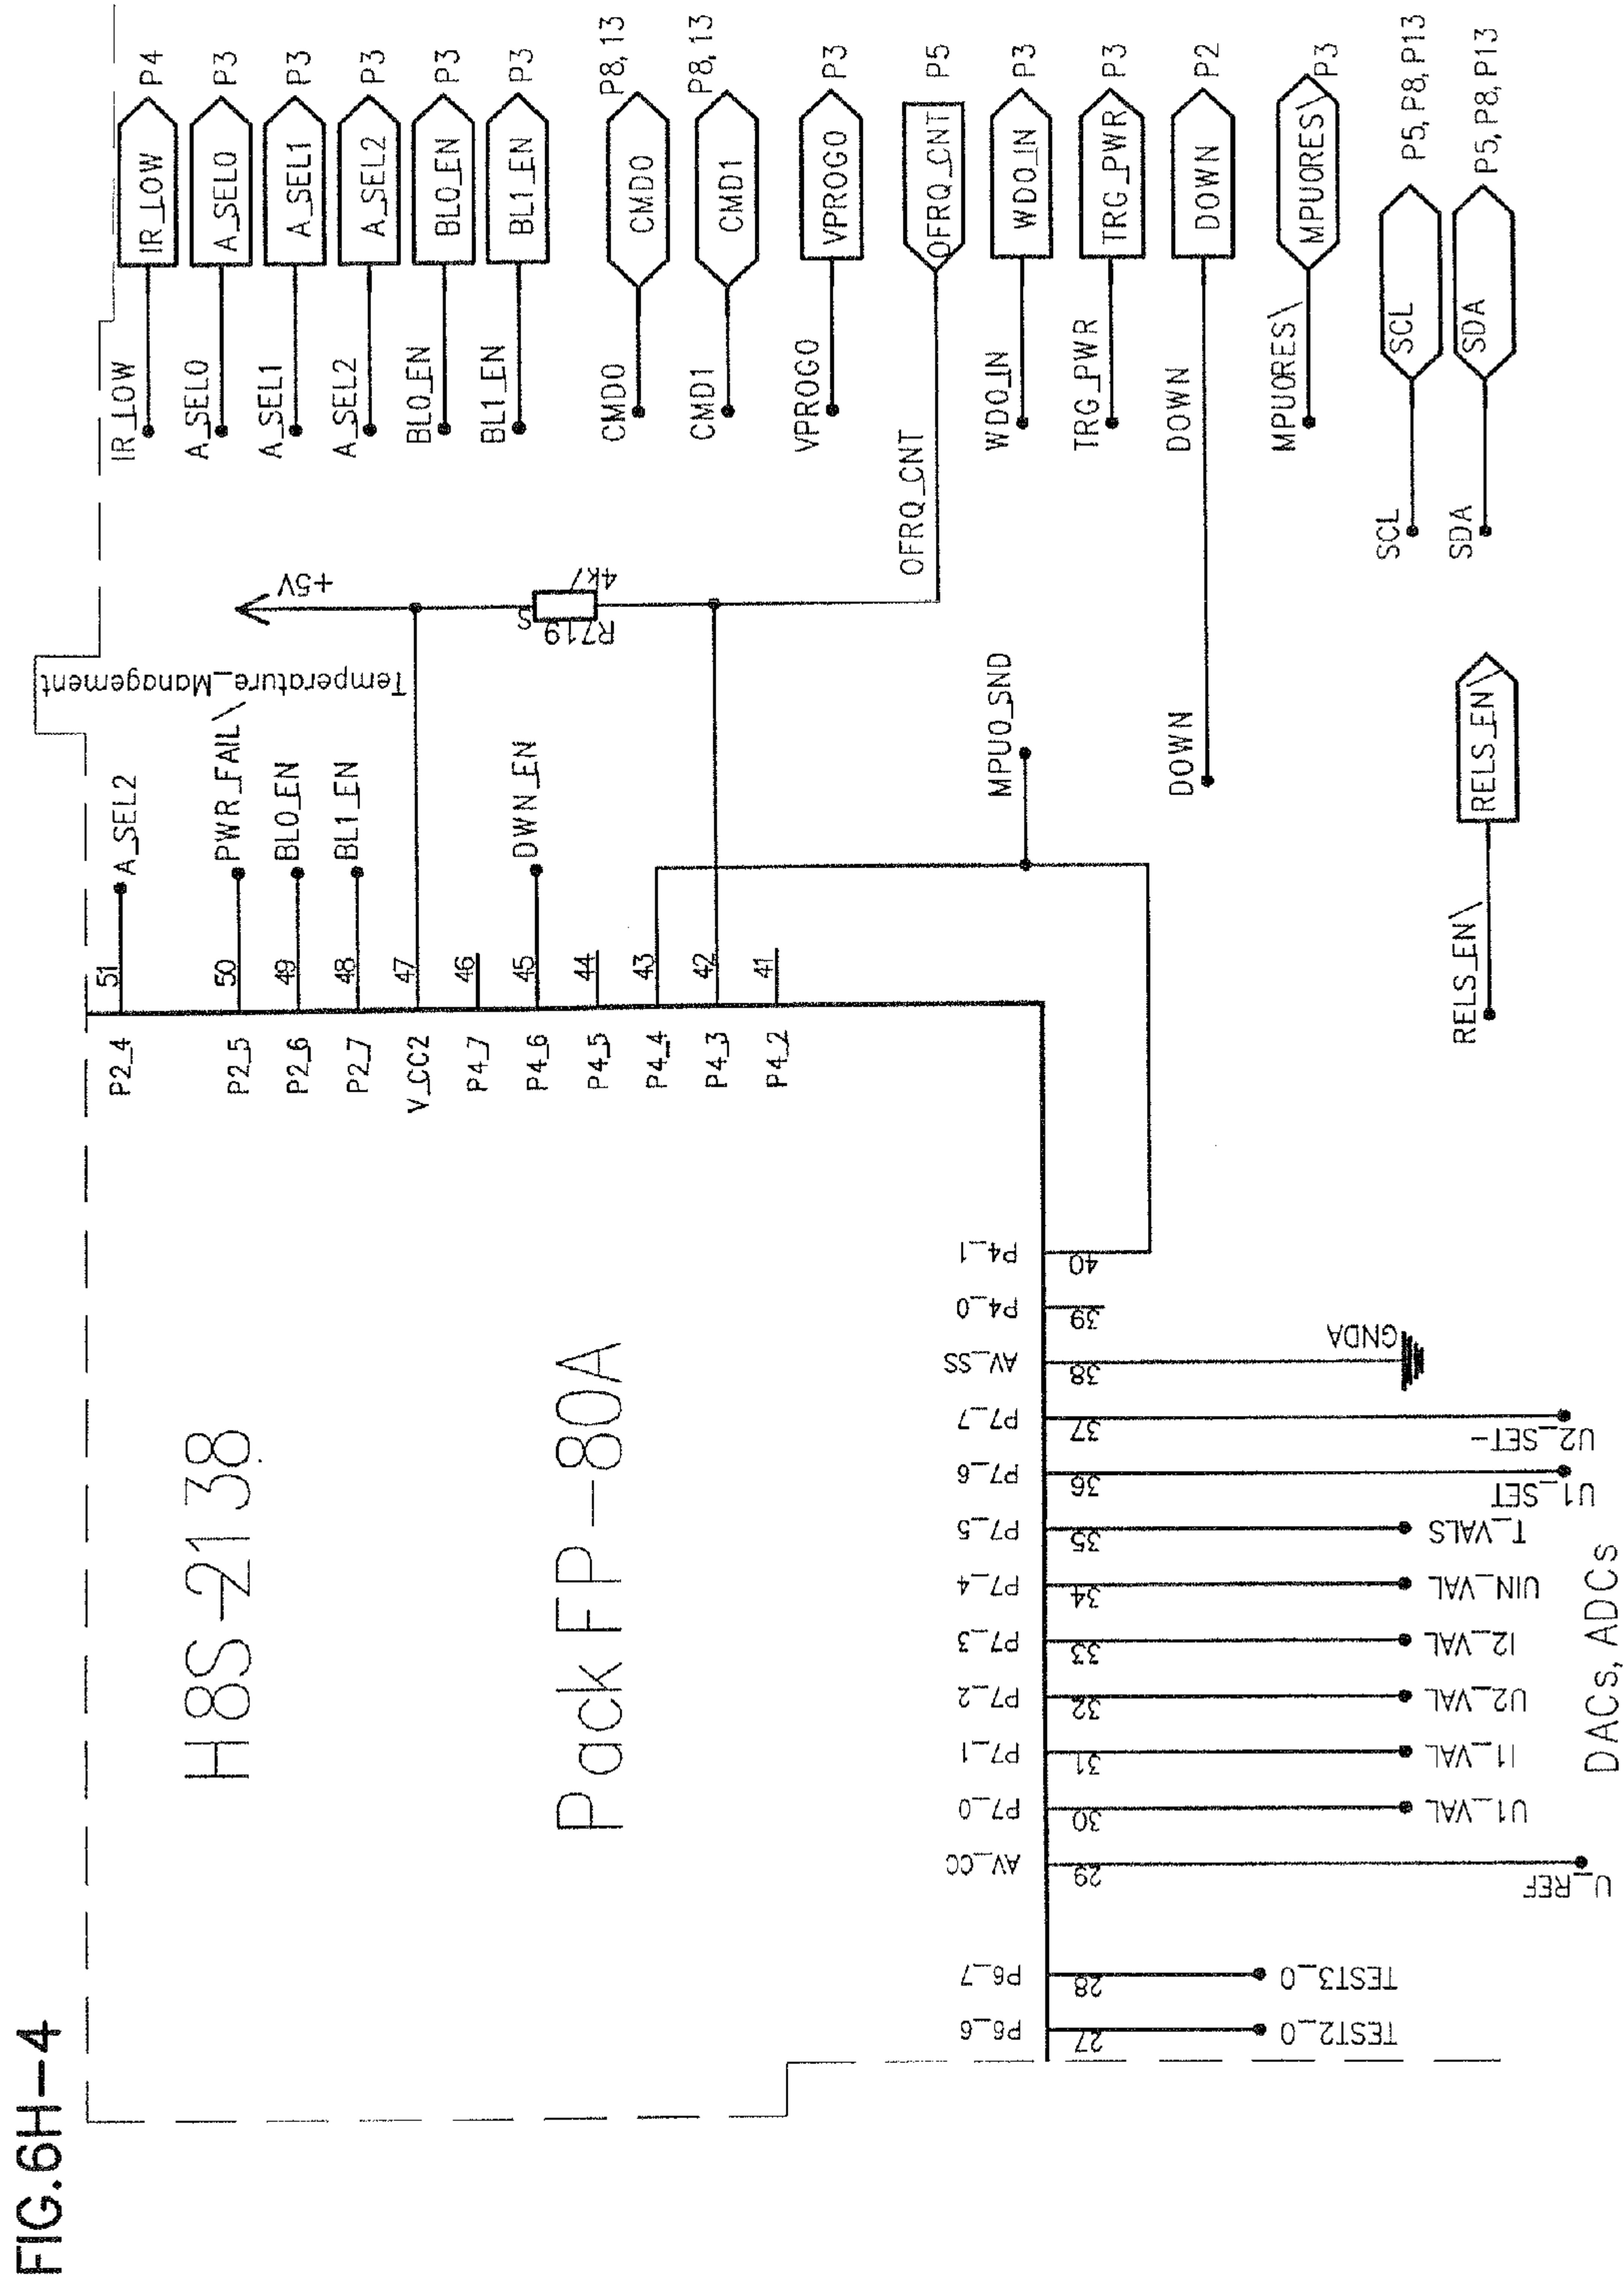 FIG.6H-4
H8S-2138
Pack FP-80A
51
P2_4
A_SEL2
50
P2_5
PWR_FAIL\
49
P2_6
BL0_EN
48
P2_7
BL1_EN
47
V_CC2
46
P4_7
45
P4_6
DWN_EN
44
P4_5
43
P4_4
42
P4_3
41
P4_2
Temperature_Management
+5V
S
R719
4k7
OFRQ_CNT
MPU0_SND
DOWN
P4_1
40
P4_0
39
AV_SS
38
GNDA
P7_7
37
U2_SET-
P7_6
36
U1_SET
P7_5
35
T_VALS
P7_4
34
UIN_VAL
P7_3
33
I2_VAL
P7_2
32
U2_VAL
P7_1
31
I1_VAL
P7_0
30
U1_VAL
AV_CC
29
U_REF
P6_7
28
TEST3_0
P6_6
27
TEST2_0
DACs, ADCs
IR_LOW IR_LOW P4
A_SEL0 A_SEL0 P3
A_SEL1 A_SEL1 P3
A_SEL2 A_SEL2 P3
BL0_EN BL0_EN P3
BL1_EN BL1_EN P3
CMD0 CMD0 P8, 13
CMD1 CMD1 P8, 13
VPROG0 VPROG0 P3
OFRQ_CNT P5
WD0_IN WD0_IN P3
TRG_PWR TRG_PWR P3
DOWN DOWN P2
MPU0RES\ MPU0RES\ P3
SCL SCL P5, P8, P13
SDA SDA P5, P8, P13
RELS_EN\ RELS_EN\